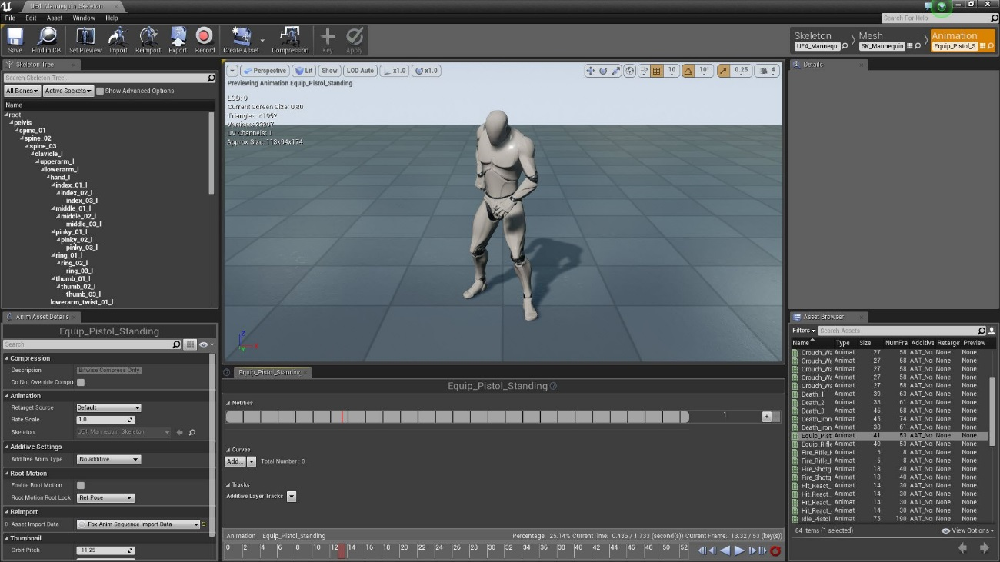 UE4_Mannequin_Skeleton
File Edit Asset Window Help
Search For Help
Save Find in CB Set Preview Import Reimport Export Record Create Asset Compression Key Apply
Skeleton Mesh Animation
UE4_Mannequi SK_Mannequin Equip_Pistol_S
Skeleton Tree
Search Skeleton Tree...
All Bones Active Sockets Show Advanced Options
Name
root
pelvis
spine_01
spine_02
spine_03
clavicle_l
upperarm_l
lowerarm_l
hand_l
index_01_l
index_02_l
index_03_l
middle_01_l
middle_02_l
middle_03_l
pinky_01_l
pinky_02_l
pinky_03_l
ring_01_l
ring_02_l
ring_03_l
thumb_01_l
thumb_02_l
thumb_03_l
lowerarm_twist_01_l
Anim Asset Details
Equip_Pistol_Standing
Search
Compression
Description Bitwise Compress Only
Do Not Override Compre
Animation
Retarget Source Default
Rate Scale 1.0
Skeleton UE4_Mannequin_Skeleton
Additive Settings
Additive Anim Type No additive
Root Motion
Enable Root Motion
Root Motion Root Lock Ref Pose
Reimport
Asset Import Data Fbx Anim Sequence Import Data
Thumbnail
Orbit Pitch -11.25
Perspective Lit Show LOD Auto x1.0 x1.0
10 10° 0.25 4
Previewing Animation Equip_Pistol_Standing
LOD: 0
Current Screen Size: 0.80
Triangles: 41052
Vertices: 23297
UV Channels: 1
Approx Size: 113x94x174
Z
X
Y
Equip_Pistol_Standing
Equip_Pistol_Standing
Notifies
1
+ -
Curves
Add... Total Number : 0
Tracks
Additive Layer Tracks
Animation : Equip_Pistol_Standing Percentage: 25.14% CurrentTime: 0.436 / 1.733 (second(s)) Current Frame: 13.32 / 53 (key(s))
0 2 4 6 8 10 12 14 16 18 20 22 24 26 28 30 32 34 36 38 40 42 44 46 48 50 52
Details
Asset Browser
Filters Search Assets
Name Type Size NumFra Additive Retarge Preview
Crouch_Wa Animat 27 58 AAT_No None None
Crouch_Wa Animat 27 58 AAT_No None None
Crouch_Wa Animat 27 58 AAT_No None None
Crouch_Wa Animat 27 58 AAT_No None None
Crouch_Wa Animat 27 58 AAT_No None None
Death_1 Animat 39 63 AAT_No None None
Death_2 Animat 38 61 AAT_No None None
Death_3 Animat 46 58 AAT_No None None
Death_Iron Animat 45 74 AAT_No None None
Death_Iron Animat 38 61 AAT_No None None
Equip_Pist Animat 41 53 AAT_No None None
Equip_Rifle Animat 40 53 AAT_No None None
Fire_Rifle_ Animat 5 8 AAT_No None None
Fire_Rifle_I Animat 5 8 AAT_No None None
Fire_Shotg Animat 18 40 AAT_No None None
Fire_Shotg Animat 18 40 AAT_No None None
Hit_React_ Animat 14 30 AAT_No None None
Hit_React_ Animat 14 30 AAT_No None None
Hit_React_ Animat 14 30 AAT_No None None
Hit_React_ Animat 14 30 AAT_No None None
Idle_Pistol Animat 75 190 AAT_No None None
64 items (1 selected) View Options